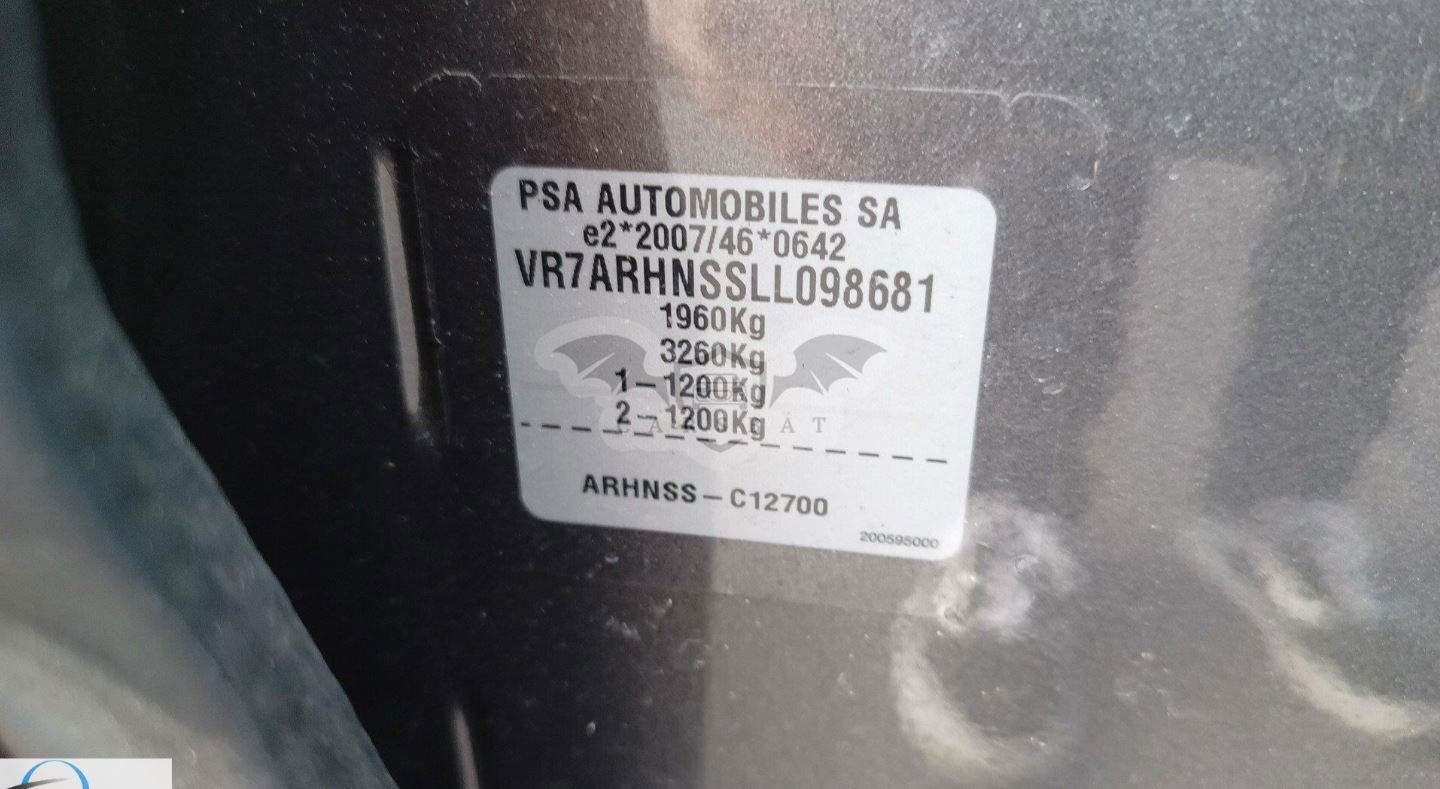 PSA AUTOMOBILES SA
e2*2007/46*0642
VR7ARHNSSLL098681
1960Kg
3260Kg
1-1200Kg
2-1200Kg
ARHNSS-C12700
200595000